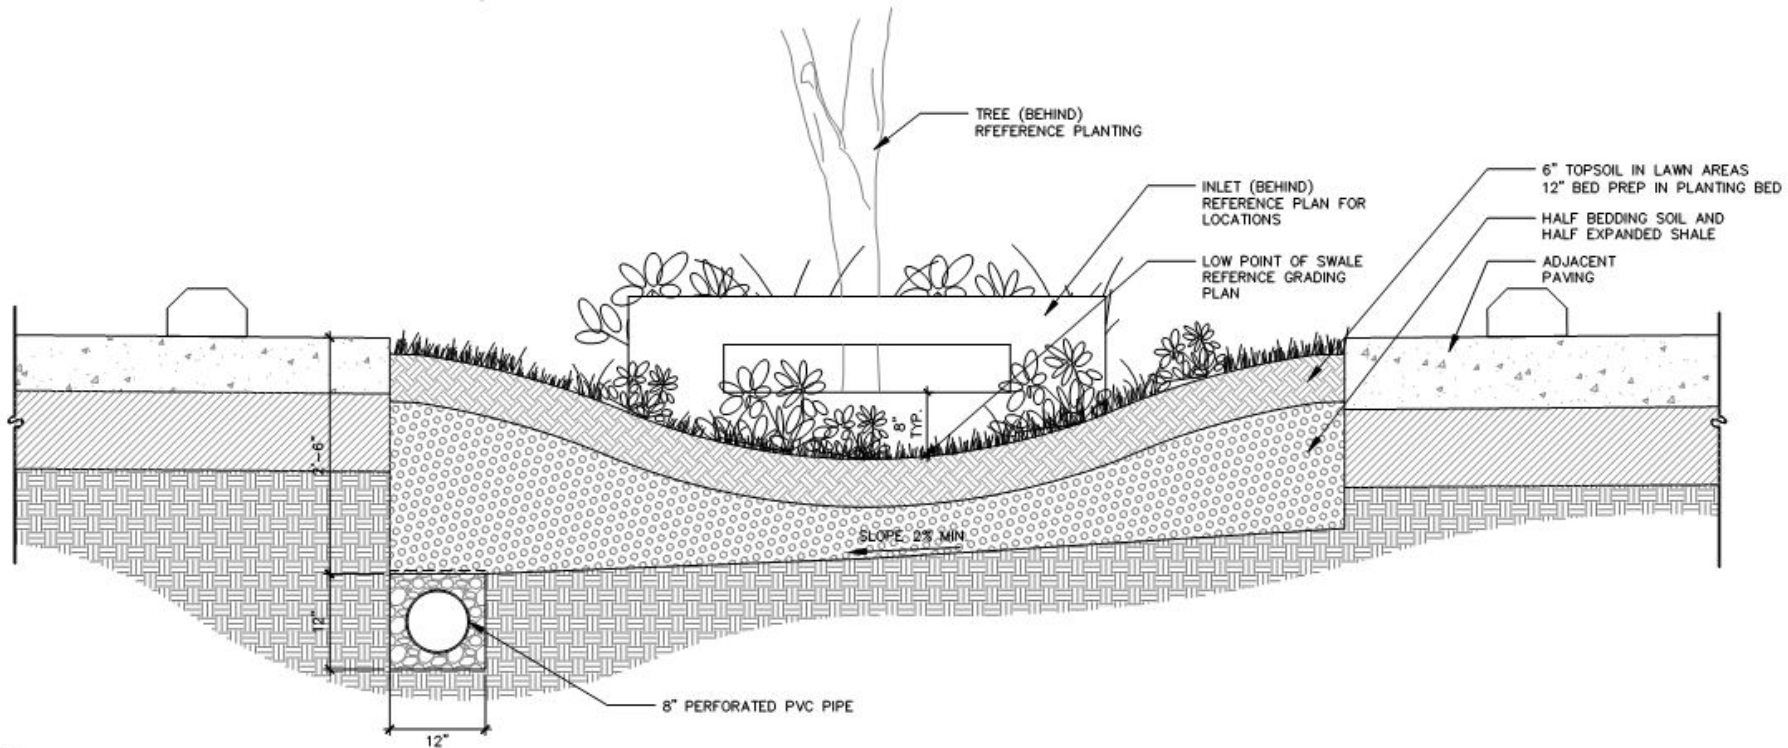 TREE (BEHIND)
RFEFERENCE PLANTING
INLET (BEHIND)
REFERENCE PLAN FOR
LOCATIONS
LOW POINT OF SWALE
REFERNCE GRADING
PLAN
6" TOPSOIL IN LAWN AREAS
12" BED PREP IN PLANTING BED
HALF BEDDING SOIL AND
HALF EXPANDED SHALE
ADJACENT
PAVING
8"
TYP.
2'-6"
SLOPE 2% MIN
12"
8" PERFORATED PVC PIPE
12"